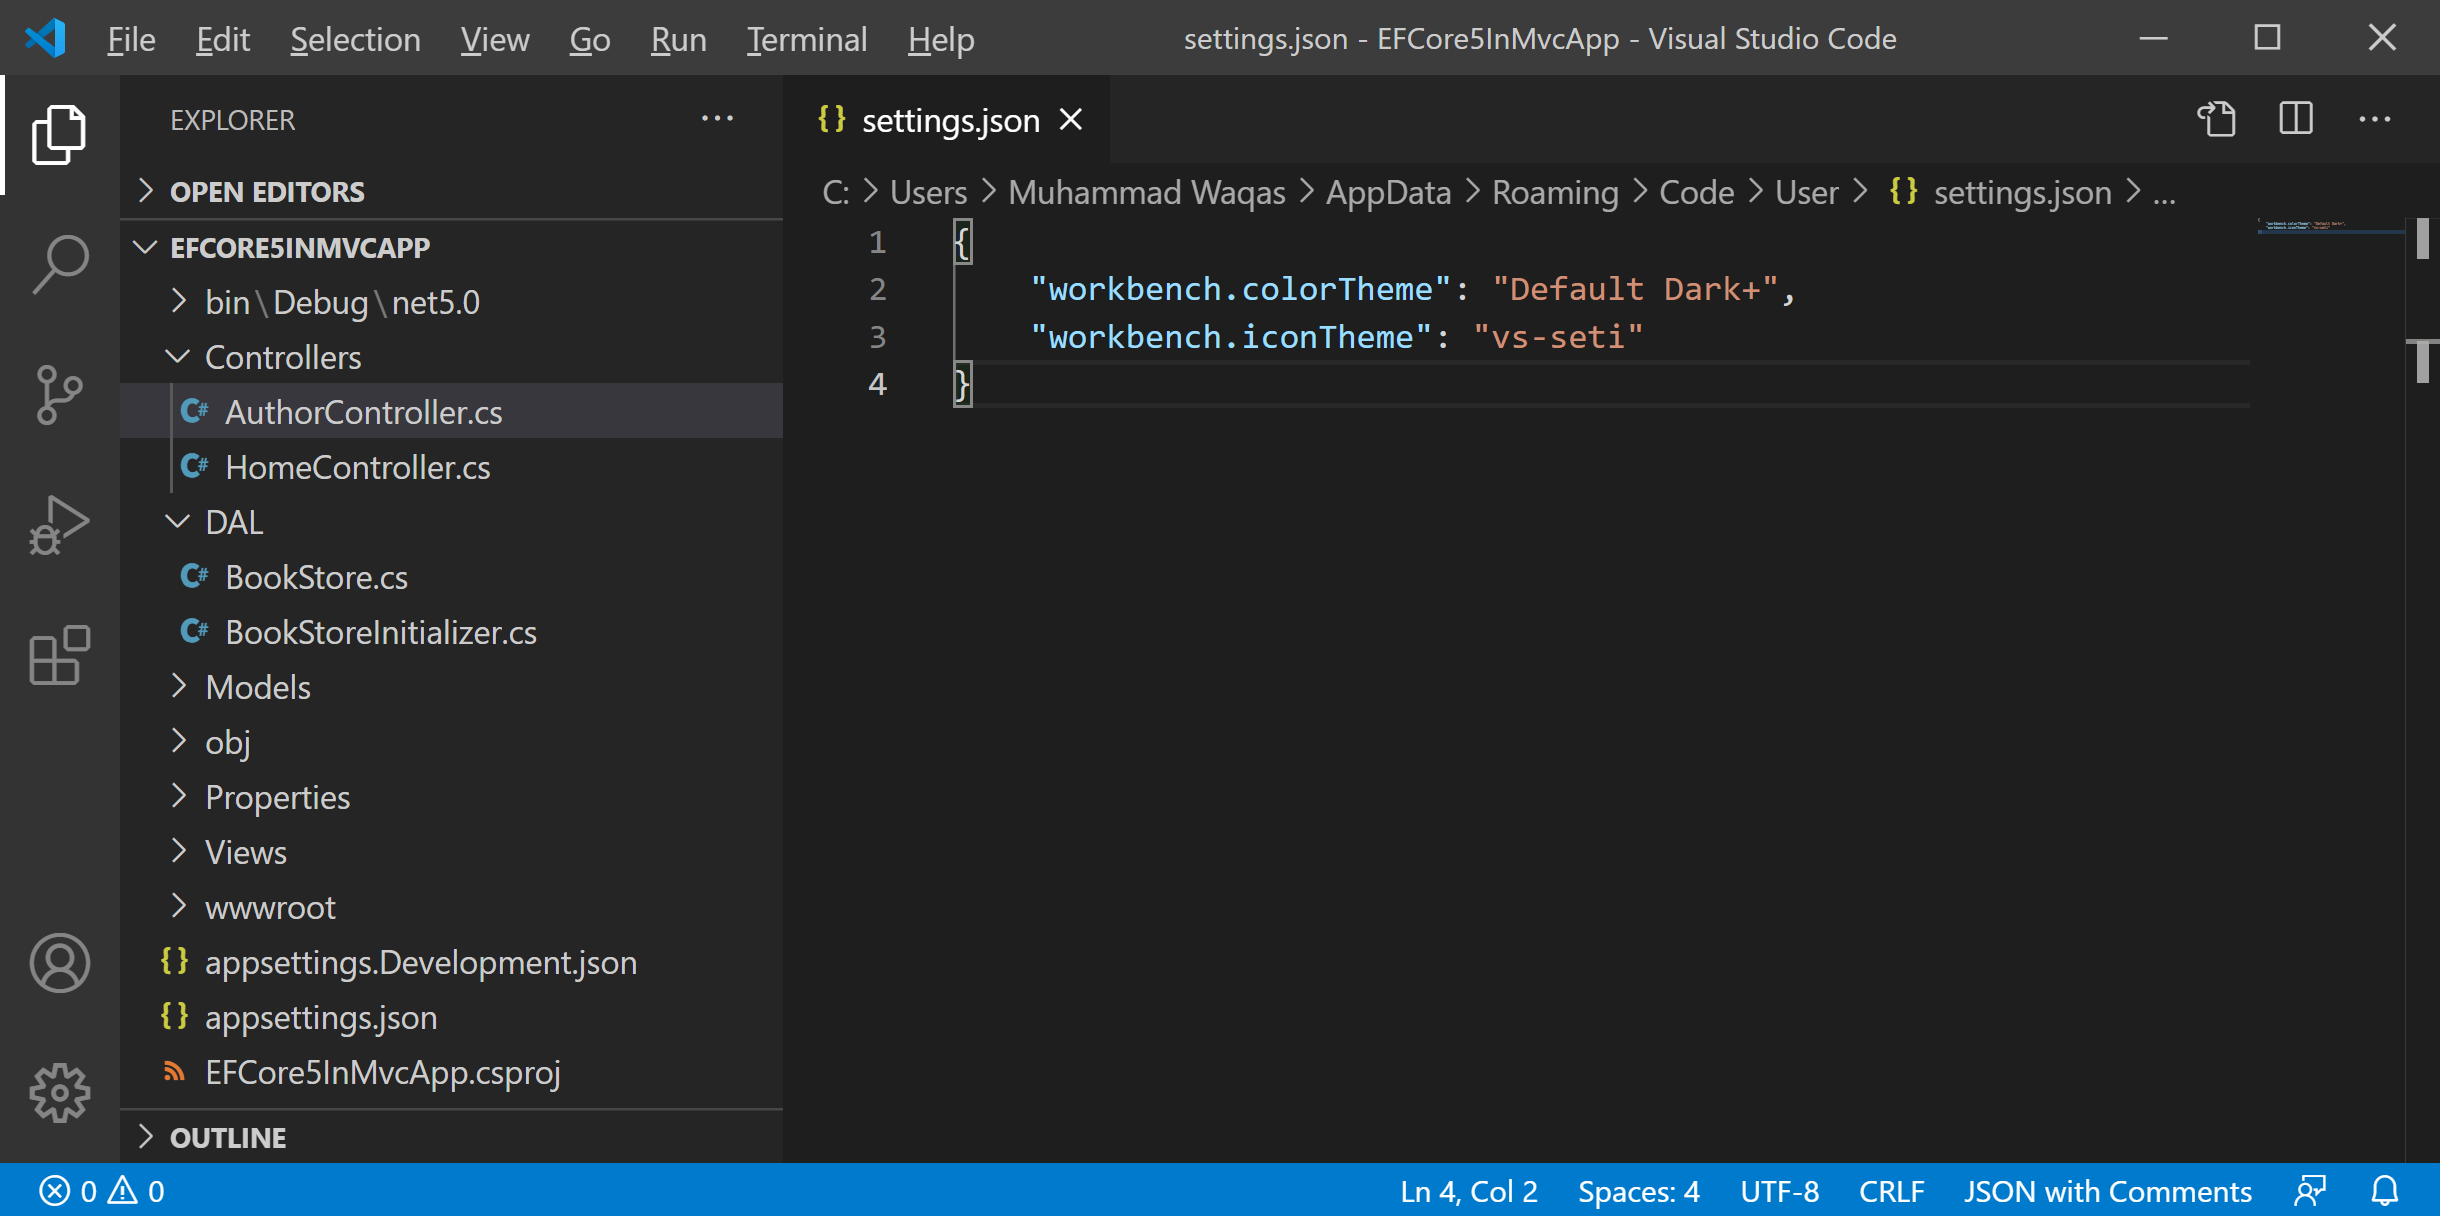 File Edit Selection View Go Run Terminal Help settings.json - EFCore5InMvcApp - Visual Studio Code
EXPLORER
OPEN EDITORS
EFCORE5INMVCAPP
bin\Debug\net5.0
Controllers
C# AuthorController.cs
C# HomeController.cs
DAL
C# BookStore.cs
C# BookStoreInitializer.cs
Models
obj
Properties
Views
wwwroot
{} appsettings.Development.json
{} appsettings.json
EFCore5InMvcApp.csproj
OUTLINE
{} settings.json
C: > Users > Muhammad Waqas > AppData > Roaming > Code > User > {} settings.json > ...
1 {
2 "workbench.colorTheme": "Default Dark+",
3 "workbench.iconTheme": "vs-seti"
4 }
0 0 Ln 4, Col 2 Spaces: 4 UTF-8 CRLF JSON with Comments